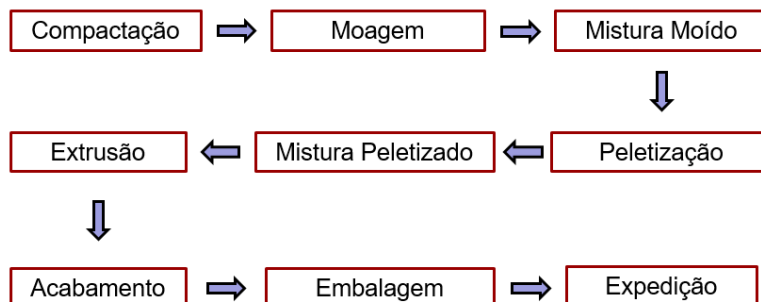 Compactação
Moagem
Mistura Moído
Peletização
Mistura Peletizado
Extrusão
Acabamento
Embalagem
Expedição